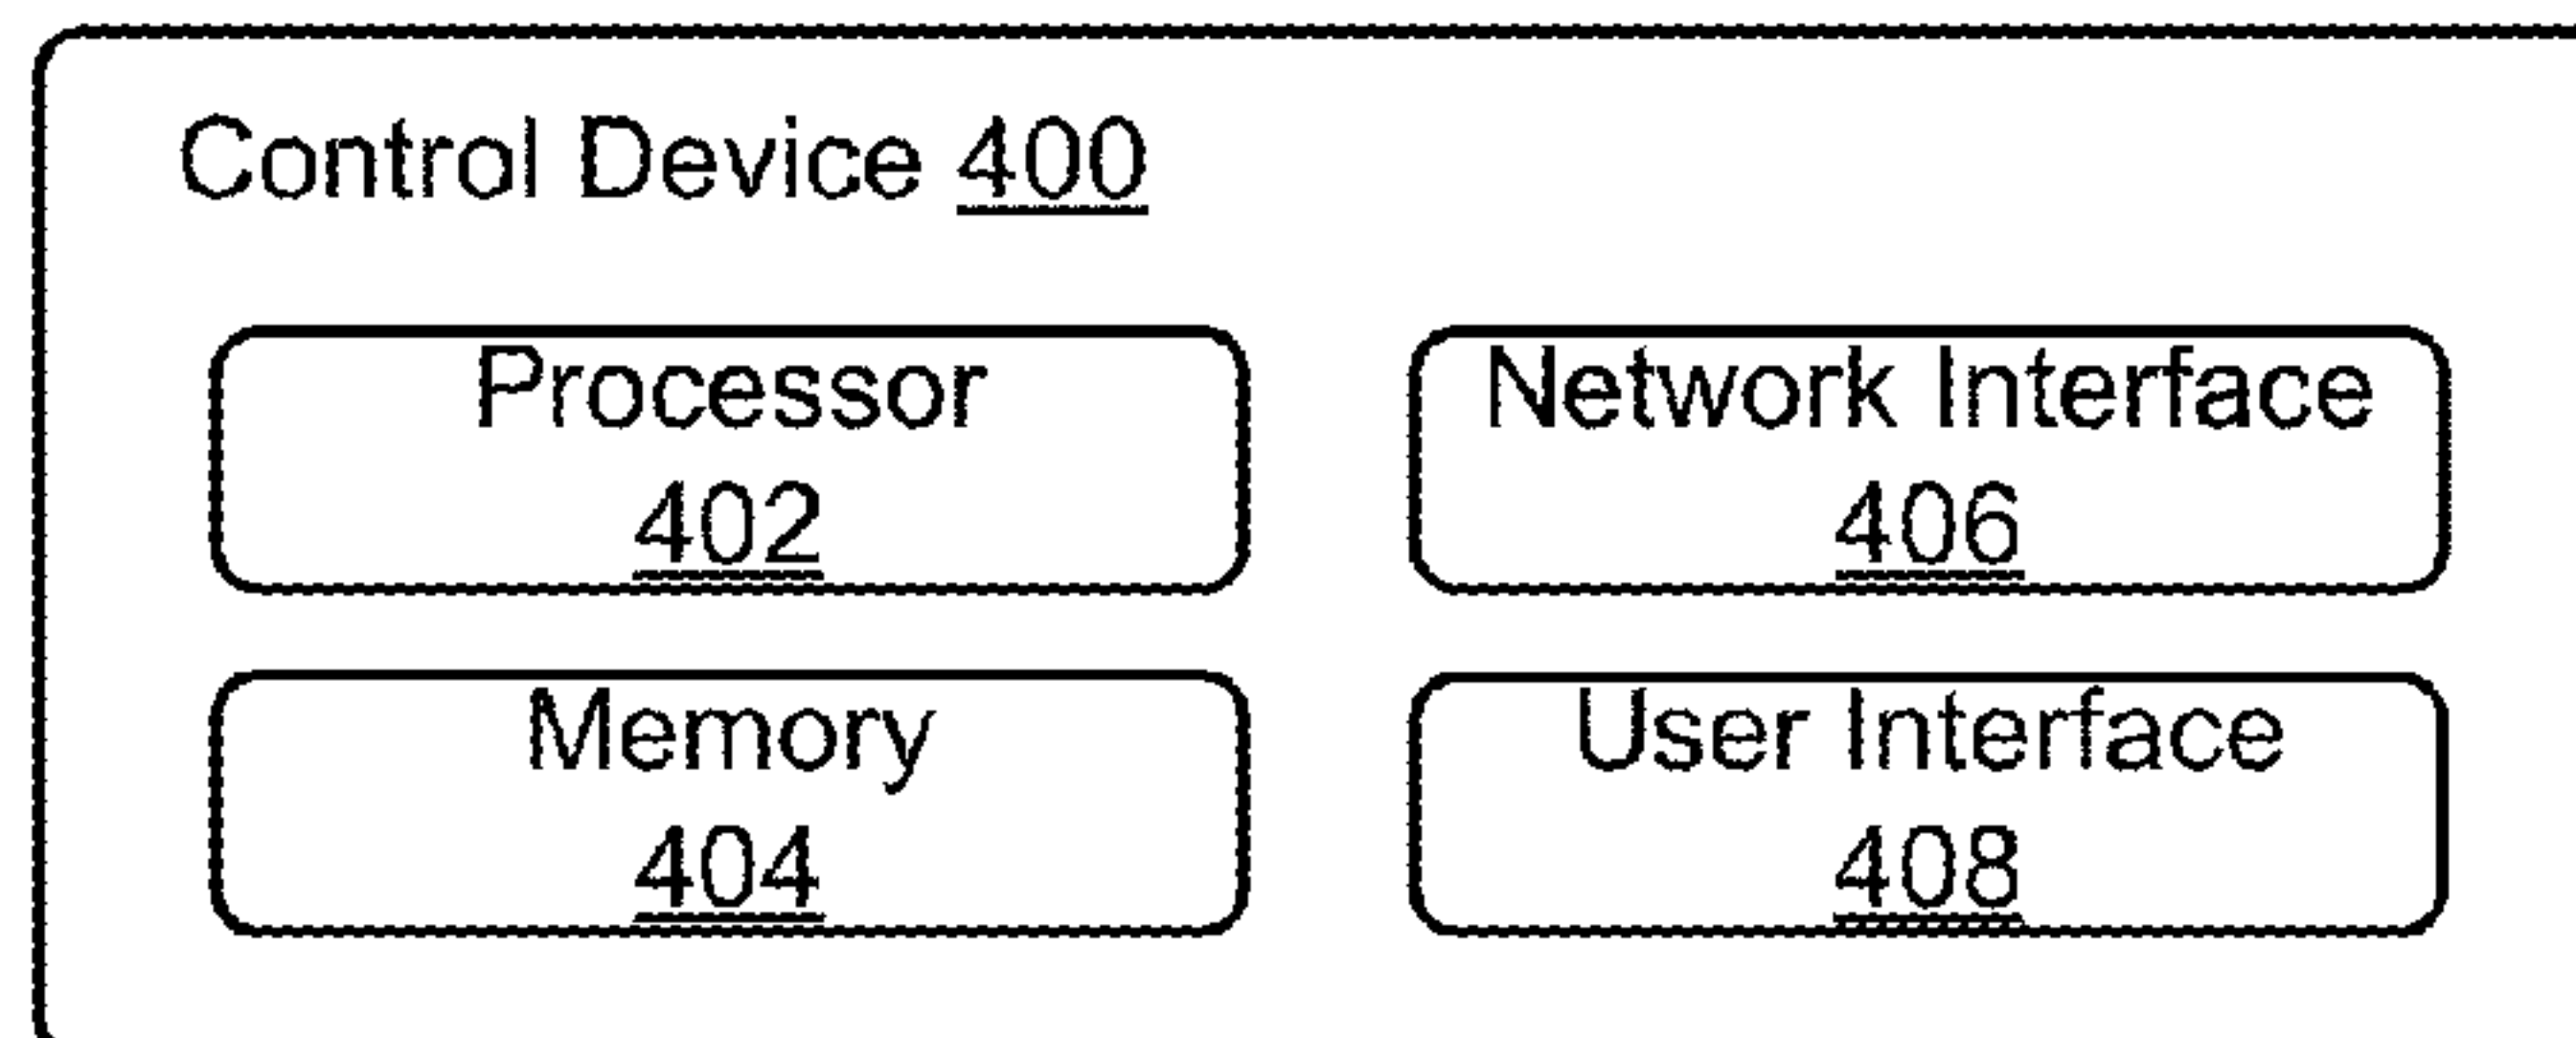 Control Device 400
Processor
402
Network Interface
406
Memory
404
User Interface
408